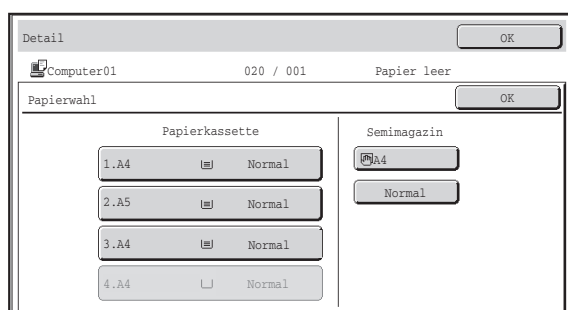 Detail OK
Computer01 020 / 001 Papier leer
Papierwahl OK
Papierkassette Semimagazin
1.A4 Normal A4
2.A5 Normal Normal
3.A4 Normal
4.A4 Normal